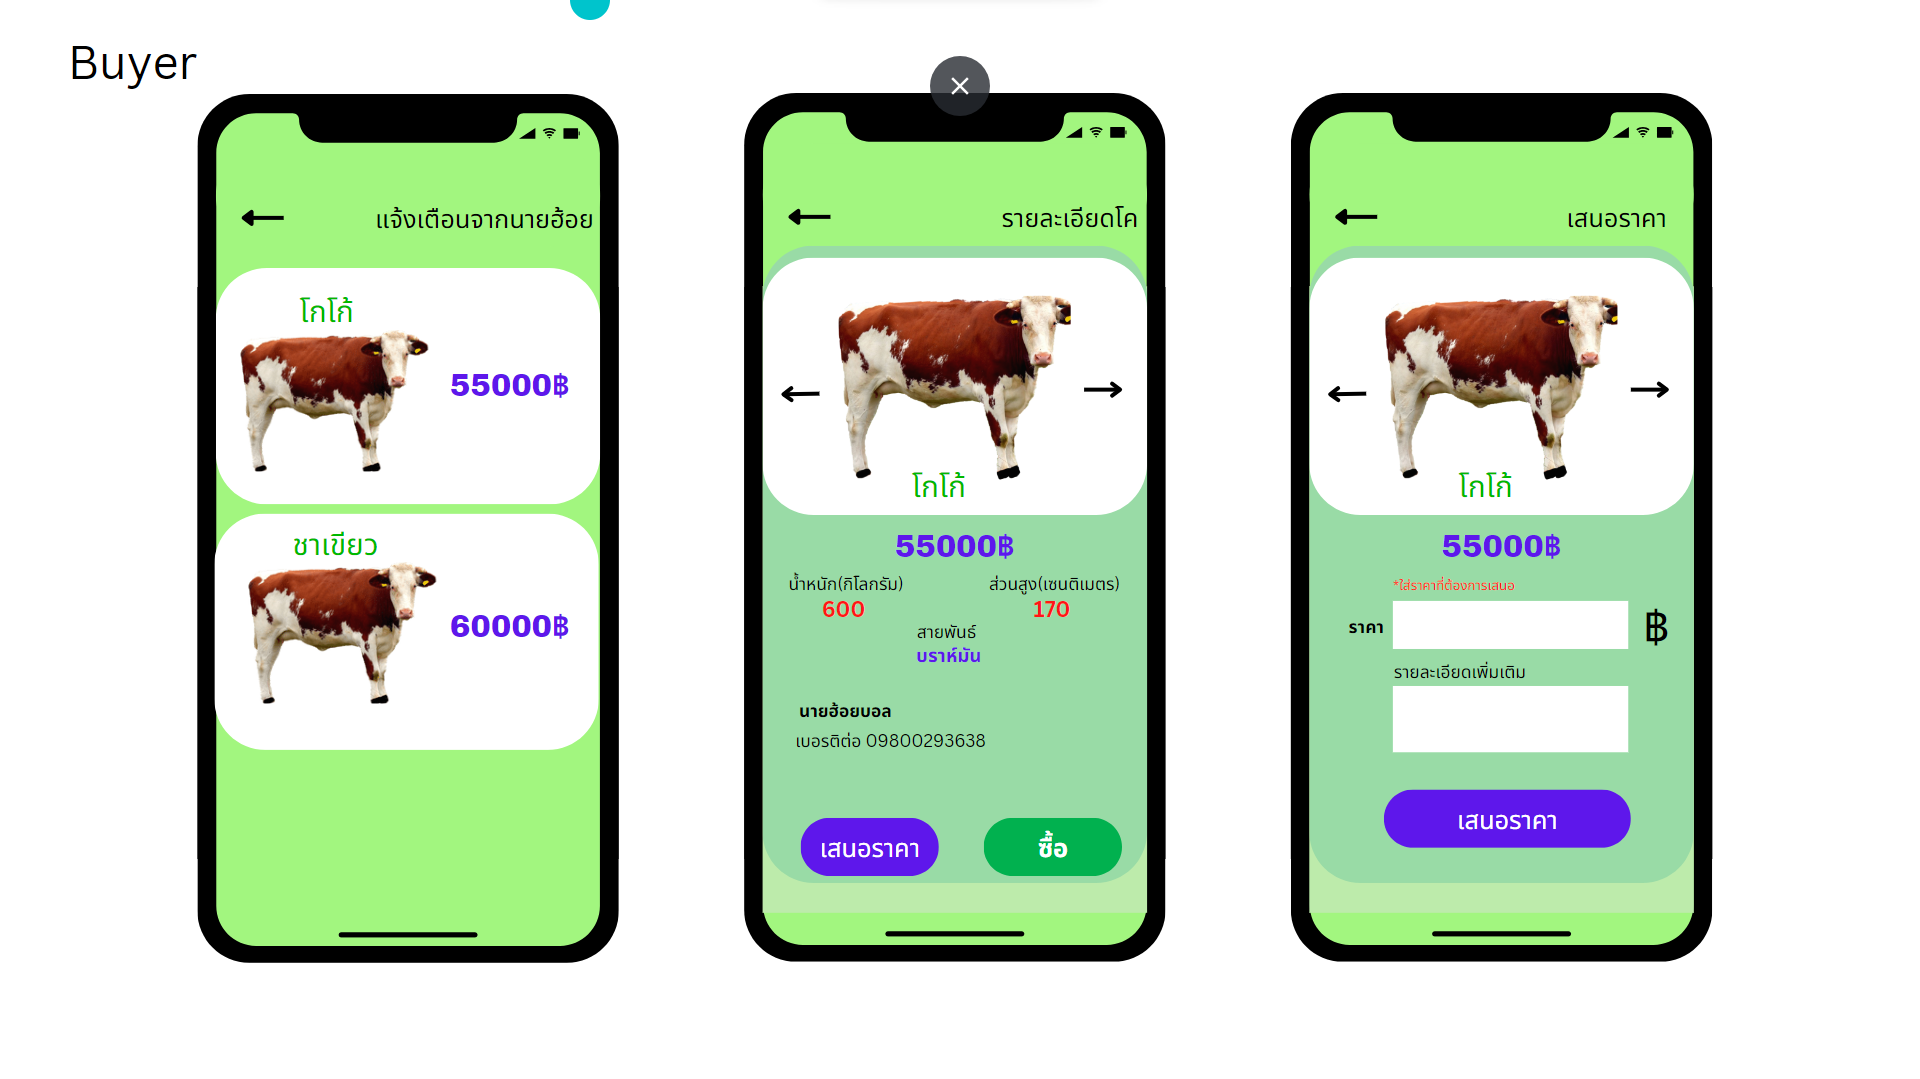 Buyer
แจ้งเตือนจากนายฮ้อย
โกโก้
55000฿
ชาเขียว
60000฿
รายละเอียดโค
โกโก้
55000฿
น้ำหนัก(กิโลกรัม)
600
ส่วนสูง(เซนติเมตร)
170
สายพันธ์
บราห์มัน
นายฮ้อยบอล
เบอรติต่อ 09800293638
เสนอราคา
ซื้อ
เสนอราคา
โกโก้
55000฿
*ใส่ราคาที่ต้องการเสนอ
ราคา
฿
รายละเอียดเพิ่มเติม
เสนอราคา